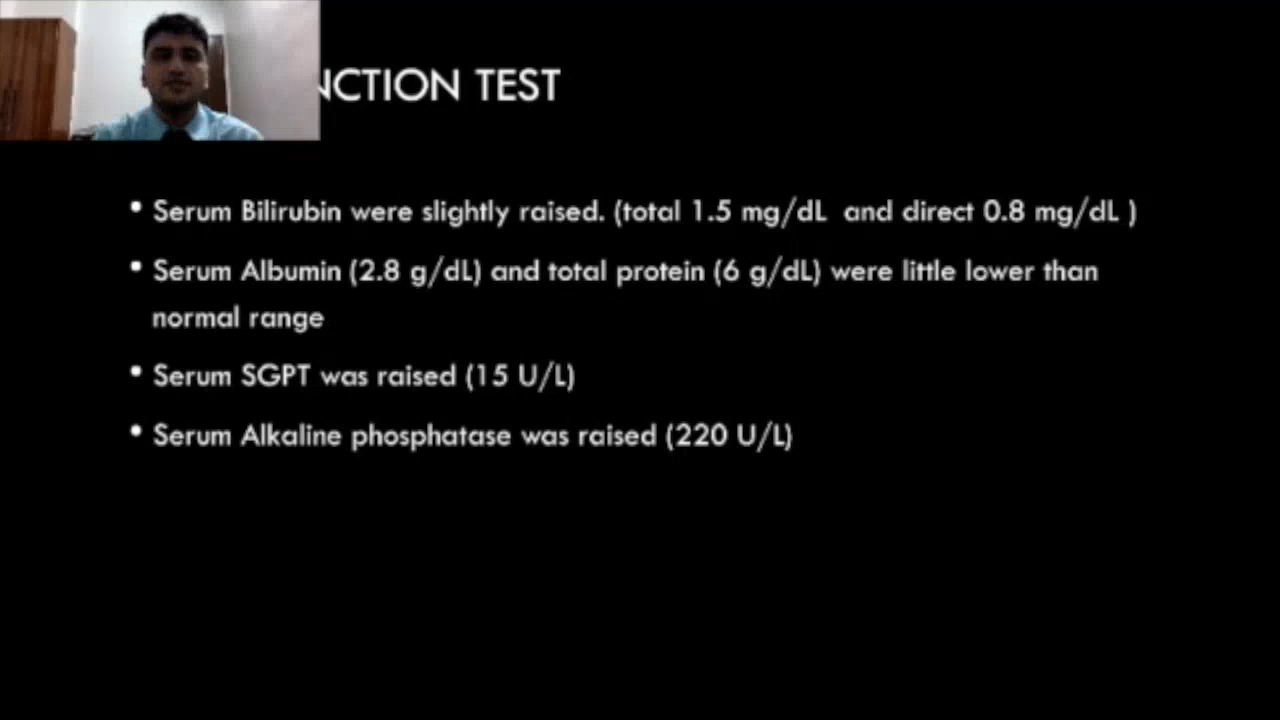 NCTION TEST
• Serum Bilirubin were slightly raised. (total 1.5 mg/dL and direct 0.8 mg/dL )
• Serum Albumin (2.8 g/dL) and total protein (6 g/dL) were little lower than
normal range
• Serum SGPT was raised (15 U/L)
• Serum Alkaline phosphatase was raised (220 U/L)